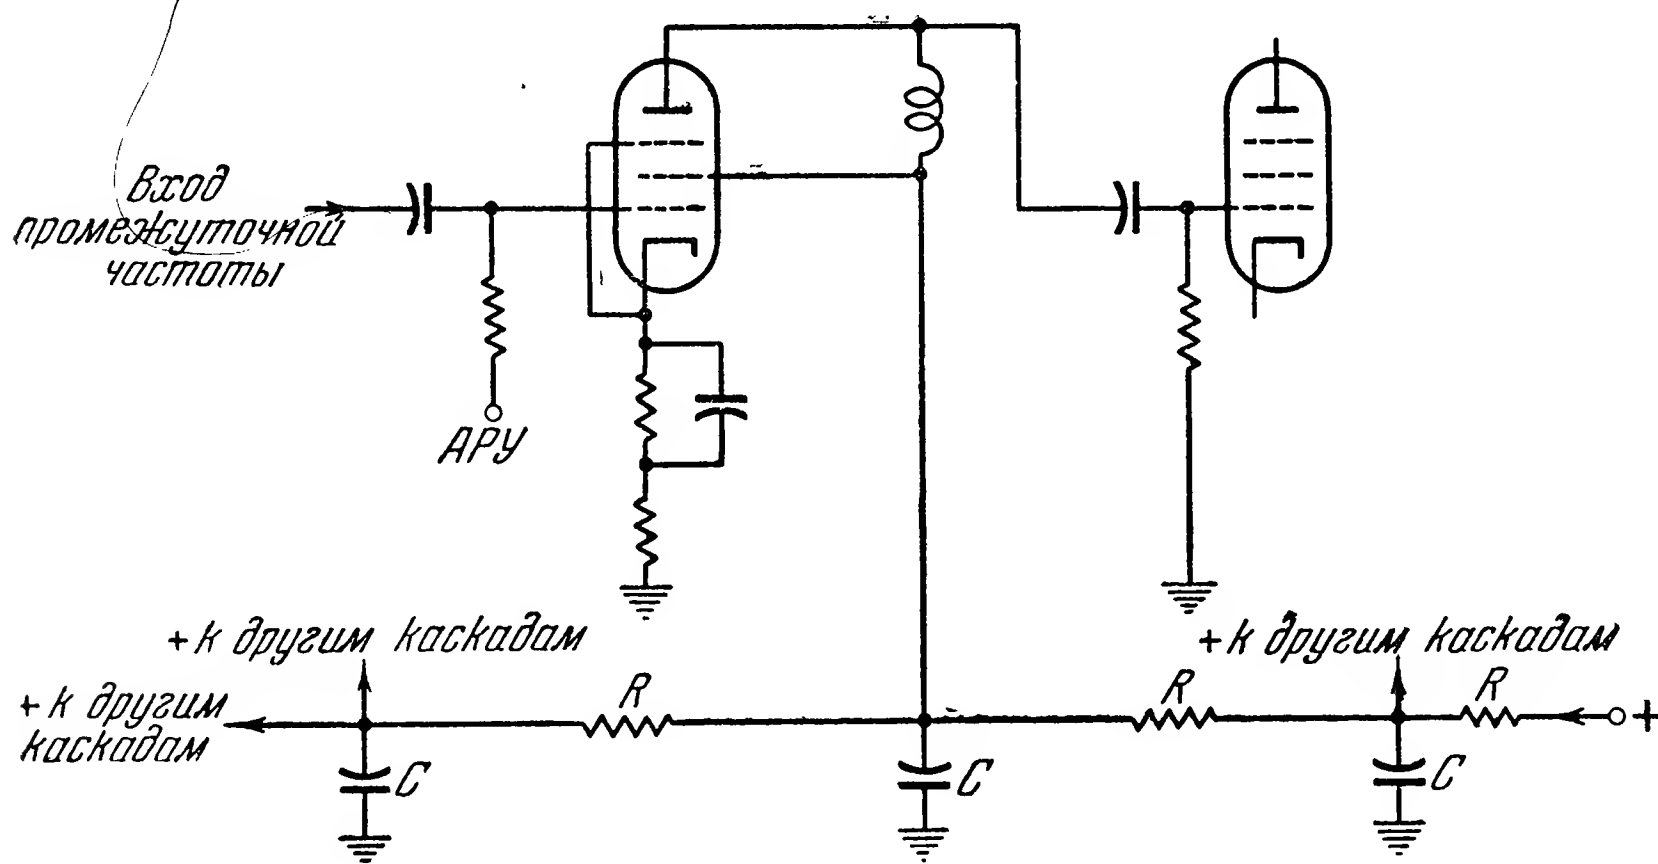 Вход
промежуточной
частоты
АРУ
+ к другим каскадам
+ к другим каскадам
+ к другим
каскадам
R
R
R
+
C
C
C